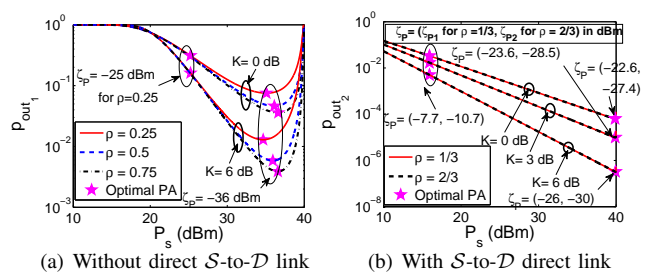 10⁰
10⁻¹
10⁻²
10⁻³
p_out₁
ζ_P = −25 dBm
for ρ=0.25
K= 0 dB
K= 6 dB
ζ_P= −36 dBm
ρ = 0.25
ρ = 0.5
ρ = 0.75
Optimal PA
10 20 30 40
P_s (dBm)
(a) Without direct S-to-D link
10⁰
10⁻²
10⁻⁴
10⁻⁶
10⁻⁸
p_out₂
ζ_P = (ζ_P1 for ρ =1/3, ζ_P2 for ρ = 2/3) in dBm
ζ_P= (−23.6, −28.5)
ζ_P = (−22.6,
−27.4)
ζ_P = (−7.7, −10.7)
K= 0 dB
K= 3 dB
K= 6 dB
ζ_P = (−26, −30)
ρ = 1/3
ρ = 2/3
Optimal PA
10 20 30 40
P_s (dBm)
(b) With S-to-D direct link